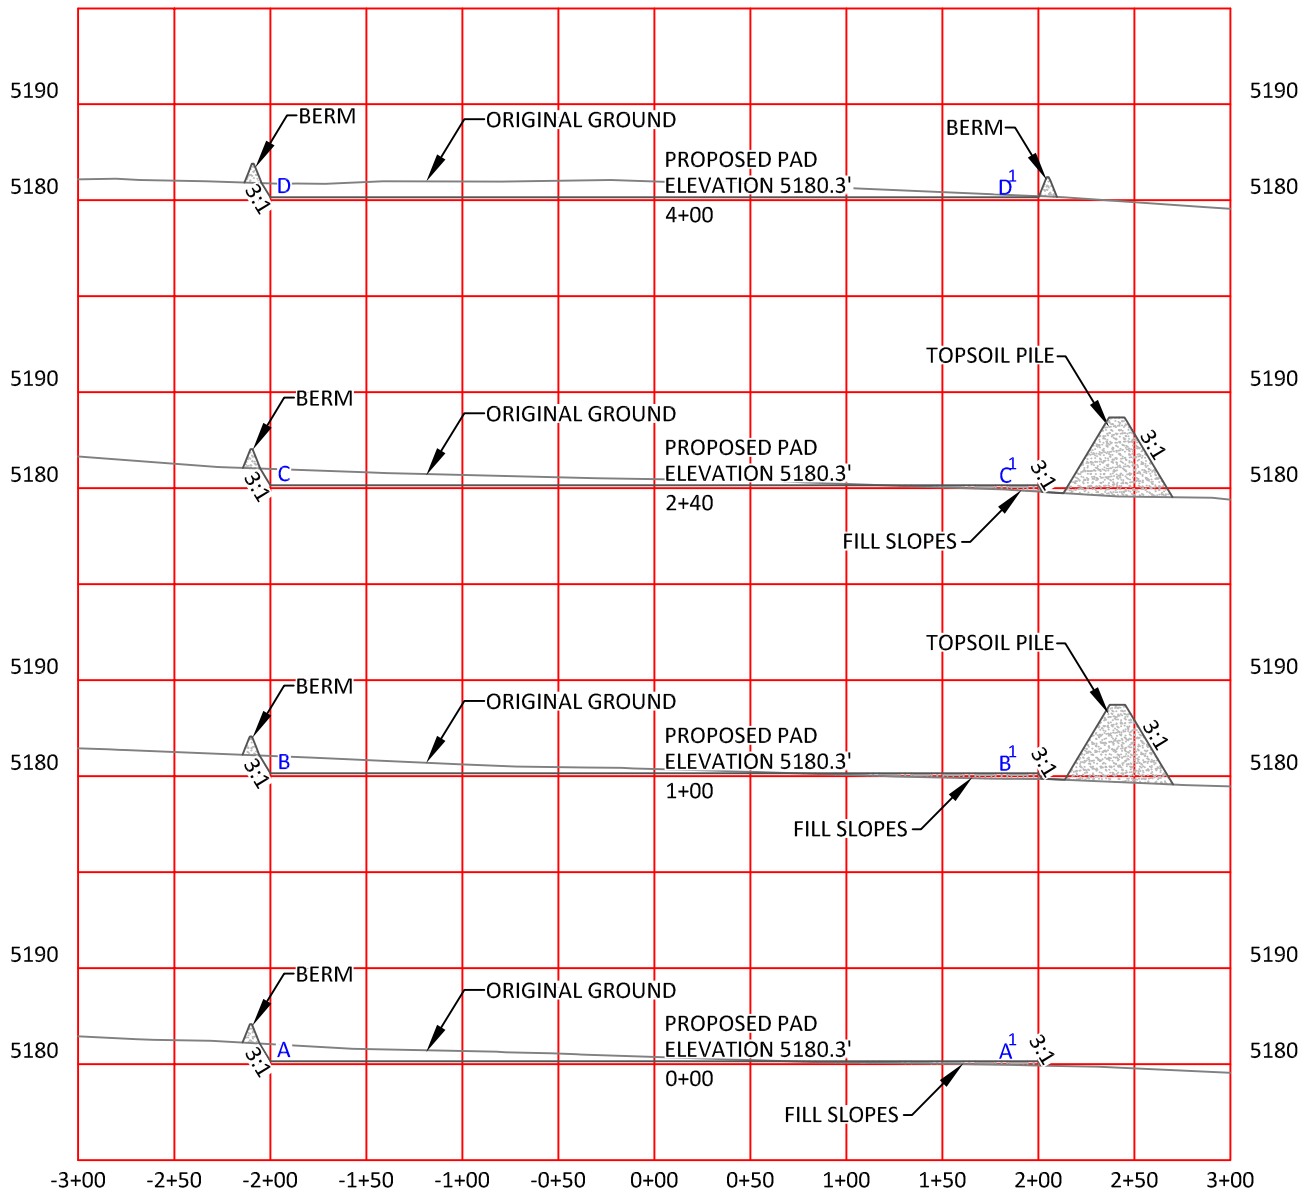 5190
5190
BERM
ORIGINAL GROUND
BERM
PROPOSED PAD
ELEVATION 5180.3'
5180
5180
D
D1
3:1
4+00
TOPSOIL PILE
5190
5190
BERM
ORIGINAL GROUND
PROPOSED PAD
ELEVATION 5180.3'
3:1
5180
5180
C
C1
3:1
3:1
2+40
FILL SLOPES
TOPSOIL PILE
5190
5190
BERM
ORIGINAL GROUND
PROPOSED PAD
ELEVATION 5180.3'
3:1
5180
5180
B
B1
3:1
3:1
1+00
FILL SLOPES
5190
5190
BERM
ORIGINAL GROUND
PROPOSED PAD
ELEVATION 5180.3'
5180
5180
A
A1
3:1
3:1
0+00
FILL SLOPES
-3+00 -2+50 -2+00 -1+50 -1+00 -0+50 0+00 0+50 1+00 1+50 2+00 2+50 3+00